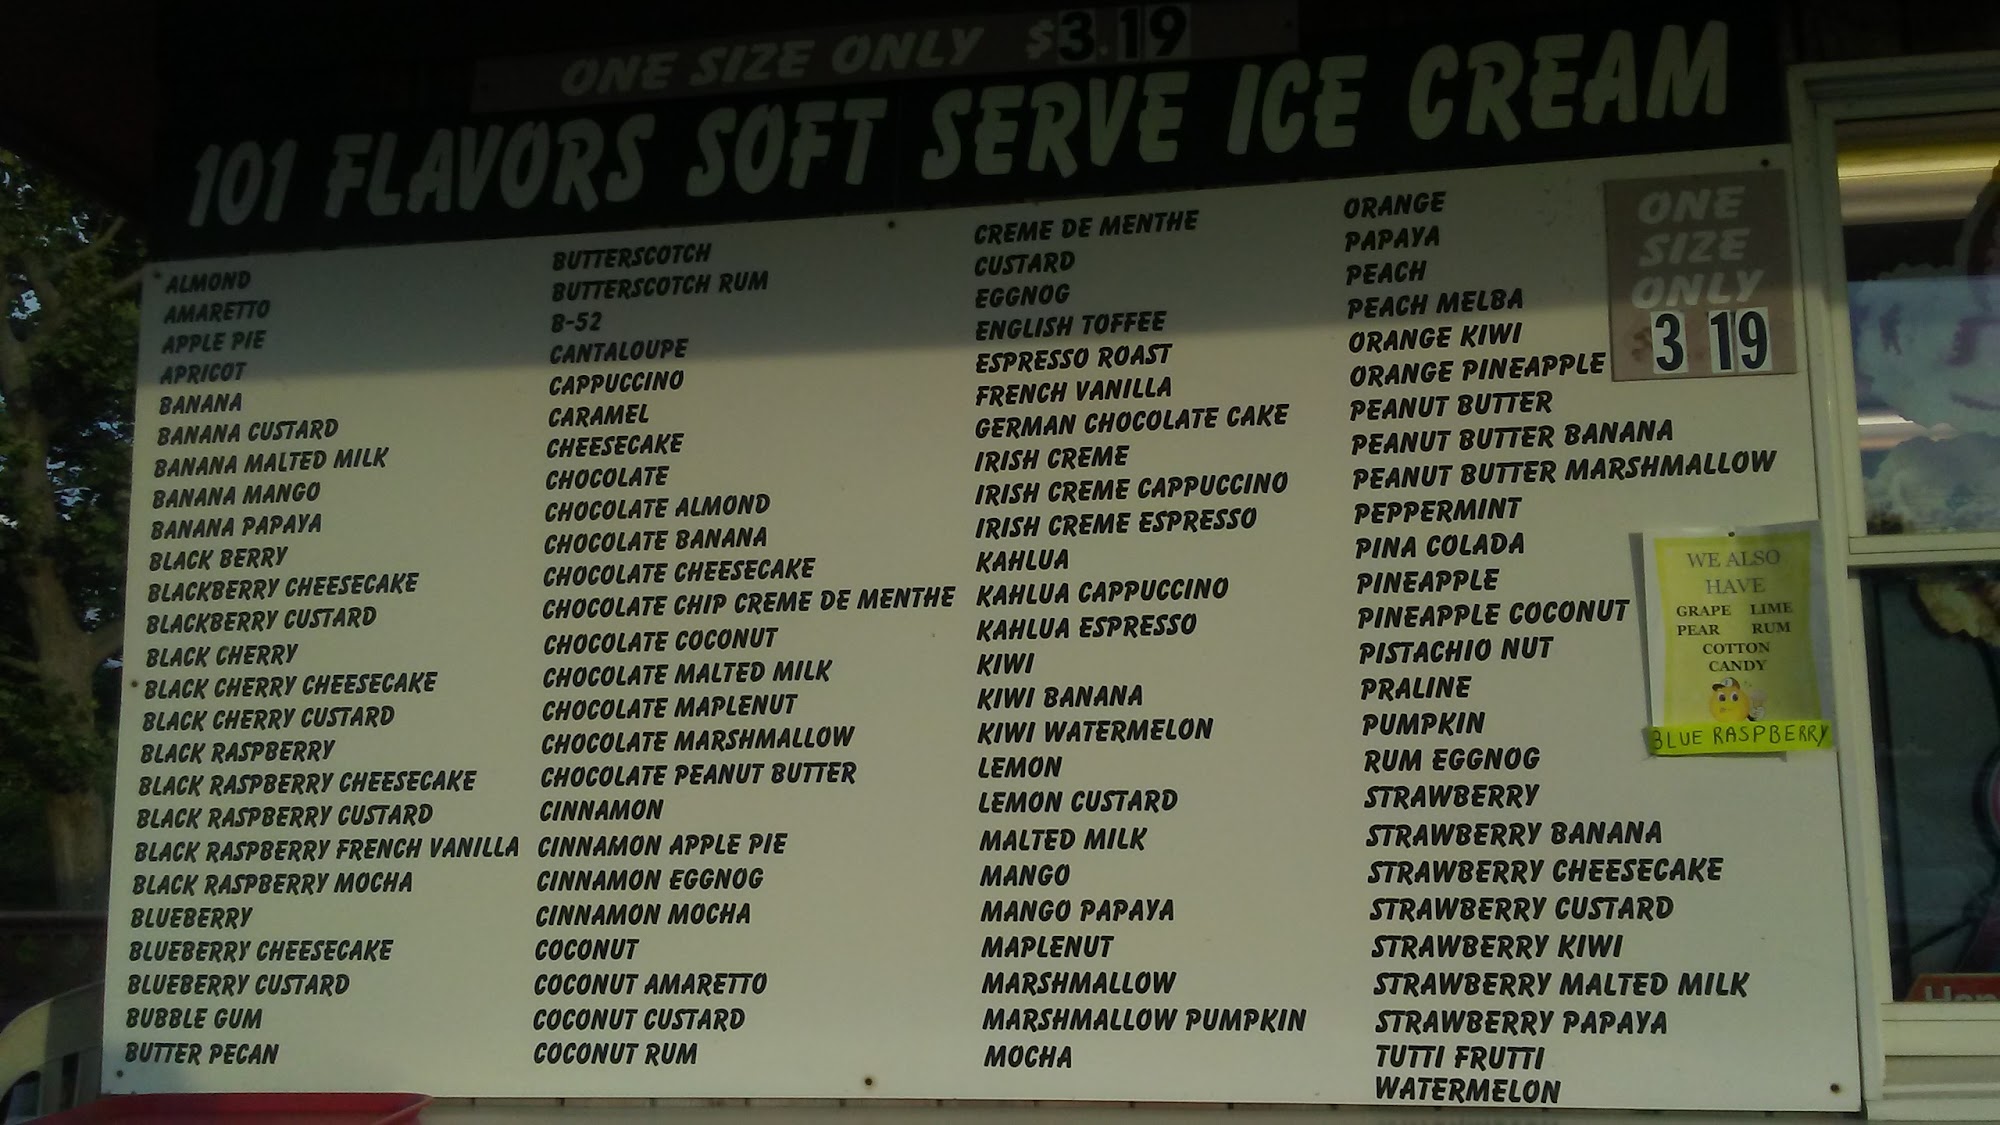 ONE SIZE ONLY $3.19
101 FLAVORS SOFT SERVE ICE CREAM
ALMOND
AMARETTO
APPLE PIE
APRICOT
BANANA
BANANA CUSTARD
BANANA MALTED MILK
BANANA MANGO
BANANA PAPAYA
BLACK BERRY
BLACKBERRY CHEESECAKE
BLACKBERRY CUSTARD
BLACK CHERRY
BLACK CHERRY CHEESECAKE
BLACK CHERRY CUSTARD
BLACK RASPBERRY
BLACK RASPBERRY CHEESECAKE
BLACK RASPBERRY CUSTARD
BLACK RASPBERRY FRENCH VANILLA
BLACK RASPBERRY MOCHA
BLUEBERRY
BLUEBERRY CHEESECAKE
BLUEBERRY CUSTARD
BUBBLE GUM
BUTTER PECAN
BUTTERSCOTCH
BUTTERSCOTCH RUM
B-52
CANTALOUPE
CAPPUCCINO
CARAMEL
CHEESECAKE
CHOCOLATE
CHOCOLATE ALMOND
CHOCOLATE BANANA
CHOCOLATE CHEESECAKE
CHOCOLATE CHIP CREME DE MENTHE
CHOCOLATE COCONUT
CHOCOLATE MALTED MILK
CHOCOLATE MAPLENUT
CHOCOLATE MARSHMALLOW
CHOCOLATE PEANUT BUTTER
CINNAMON
CINNAMON APPLE PIE
CINNAMON EGGNOG
CINNAMON MOCHA
COCONUT
COCONUT AMARETTO
COCONUT CUSTARD
COCONUT RUM
CREME DE MENTHE
CUSTARD
EGGNOG
ENGLISH TOFFEE
ESPRESSO ROAST
FRENCH VANILLA
GERMAN CHOCOLATE CAKE
IRISH CREME
IRISH CREME CAPPUCCINO
IRISH CREME ESPRESSO
KAHLUA
KAHLUA CAPPUCCINO
KAHLUA ESPRESSO
KIWI
KIWI BANANA
KIWI WATERMELON
LEMON
LEMON CUSTARD
MALTED MILK
MANGO
MANGO PAPAYA
MAPLENUT
MARSHMALLOW
MARSHMALLOW PUMPKIN
MOCHA
ORANGE
PAPAYA
PEACH
PEACH MELBA
ORANGE KIWI
ORANGE PINEAPPLE
PEANUT BUTTER
PEANUT BUTTER BANANA
PEANUT BUTTER MARSHMALLOW
PEPPERMINT
PINA COLADA
PINEAPPLE
PINEAPPLE COCONUT
PISTACHIO NUT
PRALINE
PUMPKIN
RUM EGGNOG
STRAWBERRY
STRAWBERRY BANANA
STRAWBERRY CHEESECAKE
STRAWBERRY CUSTARD
STRAWBERRY KIWI
STRAWBERRY MALTED MILK
STRAWBERRY PAPAYA
TUTTI FRUTTI
WATERMELON
ONE
SIZE
ONLY
$3 19
WE ALSO
HAVE
GRAPE LIME
PEAR RUM
COTTON
CANDY
BLUE RASPBERRY